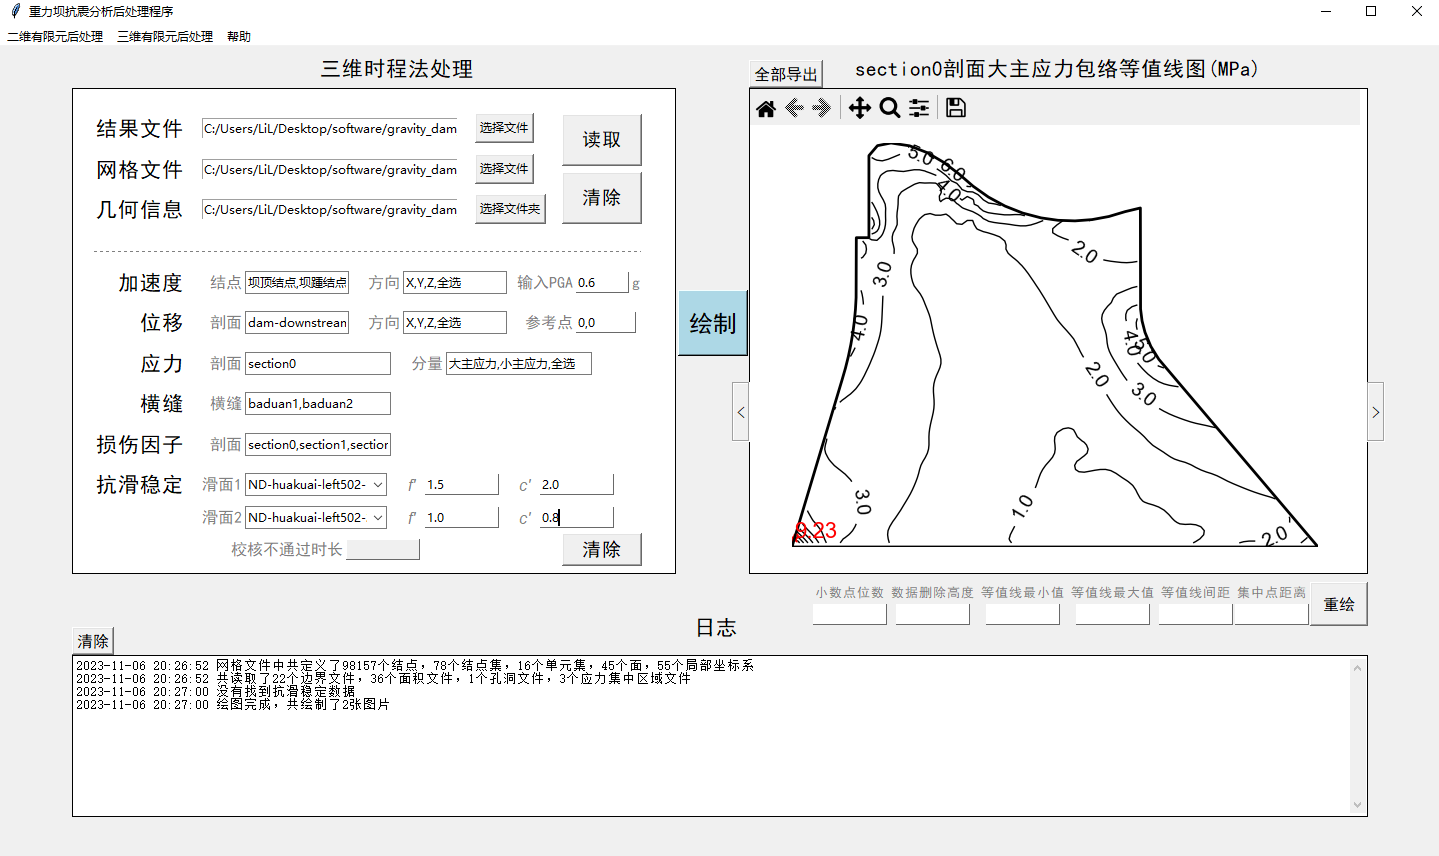 重力坝抗震分析后处理程序
二维有限元后处理 三维有限元后处理 帮助
三维时程法处理
结果文件 C:/Users/LiL/Desktop/software/gravity_dam 选择文件 读取
网格文件 C:/Users/LiL/Desktop/software/gravity_dam 选择文件
几何信息 C:/Users/LiL/Desktop/software/gravity_dam 选择文件夹 清除
加速度 结点 坝顶结点,坝踵结点 方向 X,Y,Z,全选 输入PGA 0.6 g
位移 剖面 dam-downstrean 方向 X,Y,Z,全选 参考点 0,0
应力 剖面 section0 分量 大主应力,小主应力,全选
横缝 横缝 baduan1,baduan2
损伤因子 剖面 section0,section1,section
抗滑稳定 滑面1 ND-huakuai-left502- f' 1.5 c' 2.0
滑面2 ND-huakuai-left502- f' 1.0 c' 0.8
校核不通过时长 清除
绘制
全部导出 section0剖面大主应力包络等值线图(MPa)
5.0 6.0
4.0
2.0
3.0
4.0
4.0 5.0
2.0
3.0
3.0
1.0
9.23
2.0
< >
小数点位数 数据删除高度 等值线最小值 等值线最大值 等值线间距 集中点距离 重绘
日志
清除
2023-11-06 20:26:52 网格文件中共定义了98157个结点，78个结点集，16个单元集，45个面，55个局部坐标系
2023-11-06 20:26:52 共读取了22个边界文件，36个面积文件，1个孔洞文件，3个应力集中区域文件
2023-11-06 20:27:00 没有找到抗滑稳定数据
2023-11-06 20:27:00 绘图完成，共绘制了2张图片